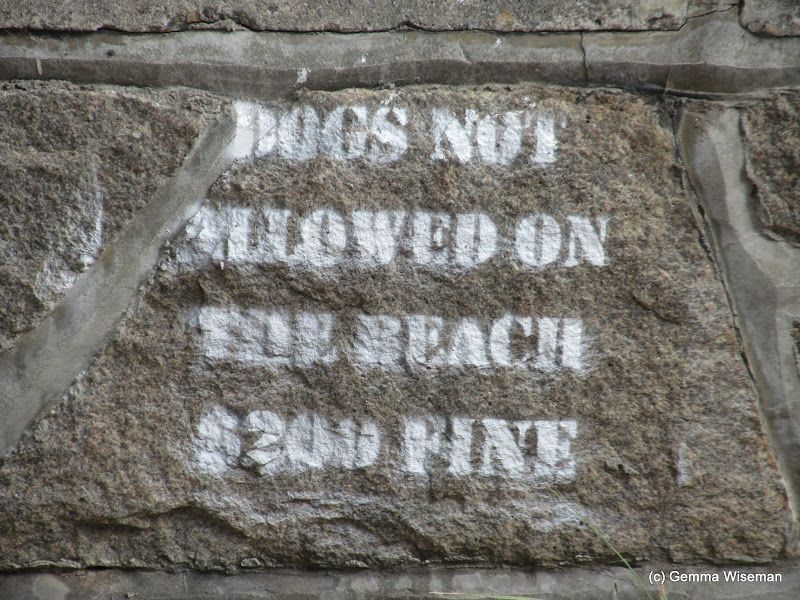 DOGS NOT
ALLOWED ON
THE BEACH
$200 FINE
(c) Gemma Wiseman